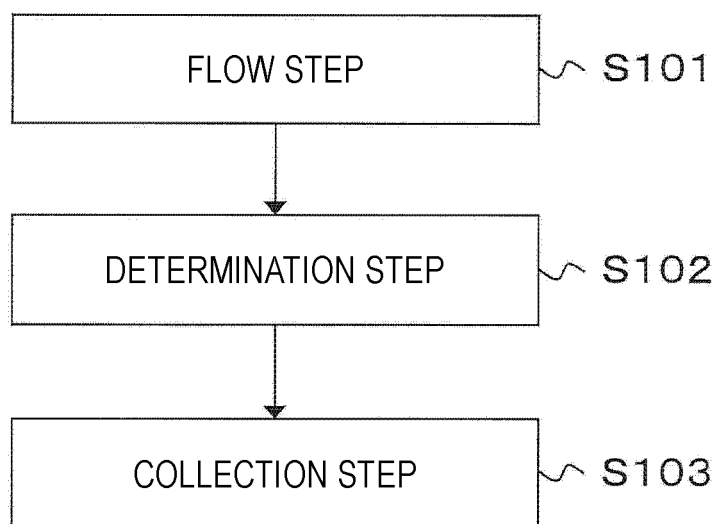 FLOW STEP S101
DETERMINATION STEP S102
COLLECTION STEP S103